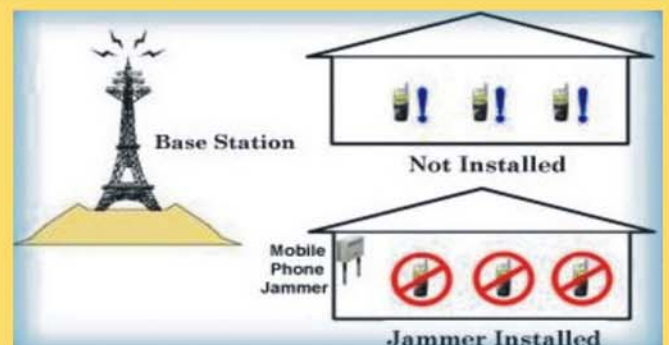 Base Station
Not Installed
Mobile
Phone
Jammer
Jammer Installed